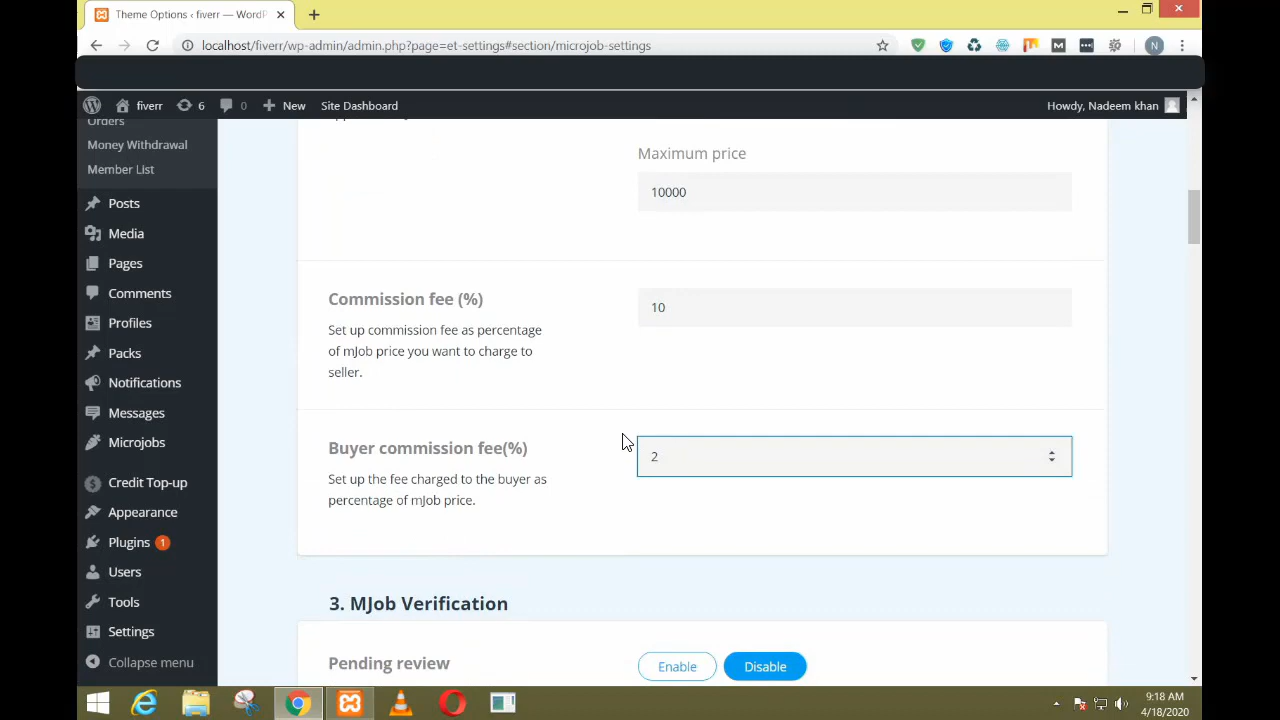 Theme Options ‹ fiverr — WordP
localhost/fiverr/wp-admin/admin.php?page=et-settings#section/microjob-settings
N
fiverr
6
0
New
Site Dashboard
Howdy, Nadeem khan
Orders
Money Withdrawal
Member List
Posts
Media
Pages
Comments
Profiles
Packs
Notifications
Messages
Microjobs
Credit Top-up
Appearance
Plugins 1
Users
Tools
Settings
Collapse menu
Maximum price
10000
Commission fee (%)
10
Set up commission fee as percentage
of mJob price you want to charge to
seller.
Buyer commission fee(%)
2
Set up the fee charged to the buyer as
percentage of mJob price.
3. MJob Verification
Pending review
Enable
Disable
9:18 AM
4/18/2020